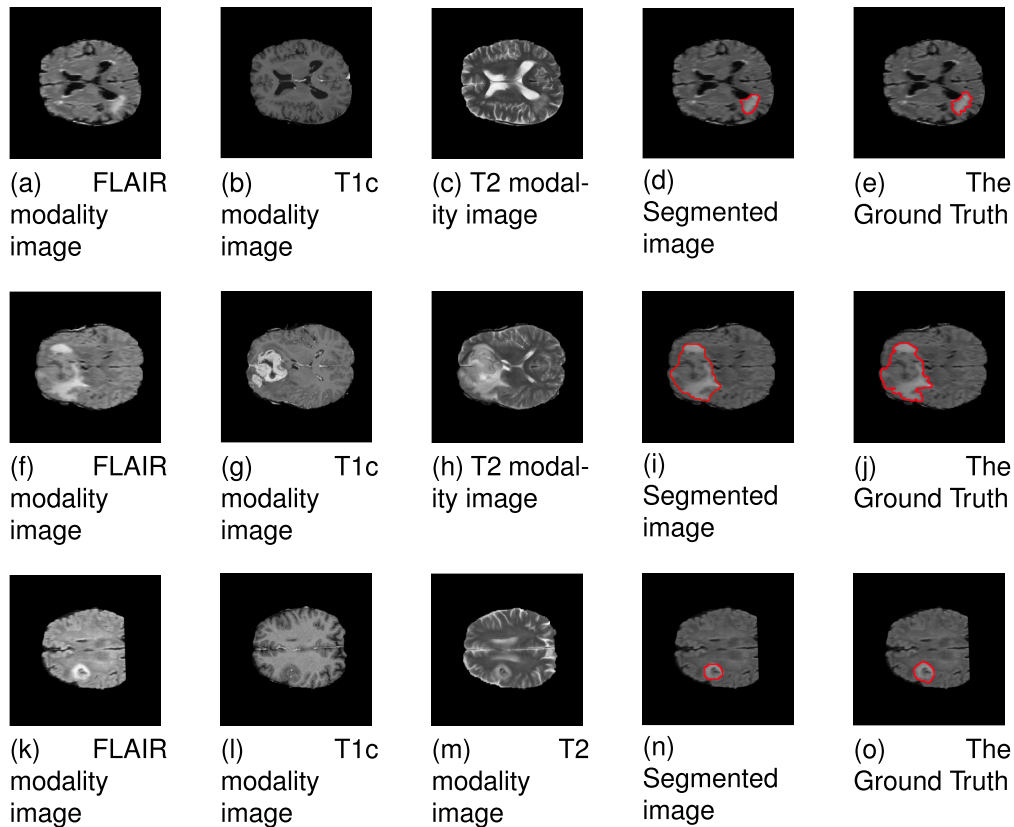 (a) FLAIR
modality
image
(b) T1c
modality
image
(c) T2 modal-
ity image
(d)
Segmented
image
(e) The
Ground Truth
(f) FLAIR
modality
image
(g) T1c
modality
image
(h) T2 modal-
ity image
(i)
Segmented
image
(j) The
Ground Truth
(k) FLAIR
modality
image
(l) T1c
modality
image
(m) T2
modality
image
(n)
Segmented
image
(o) The
Ground Truth